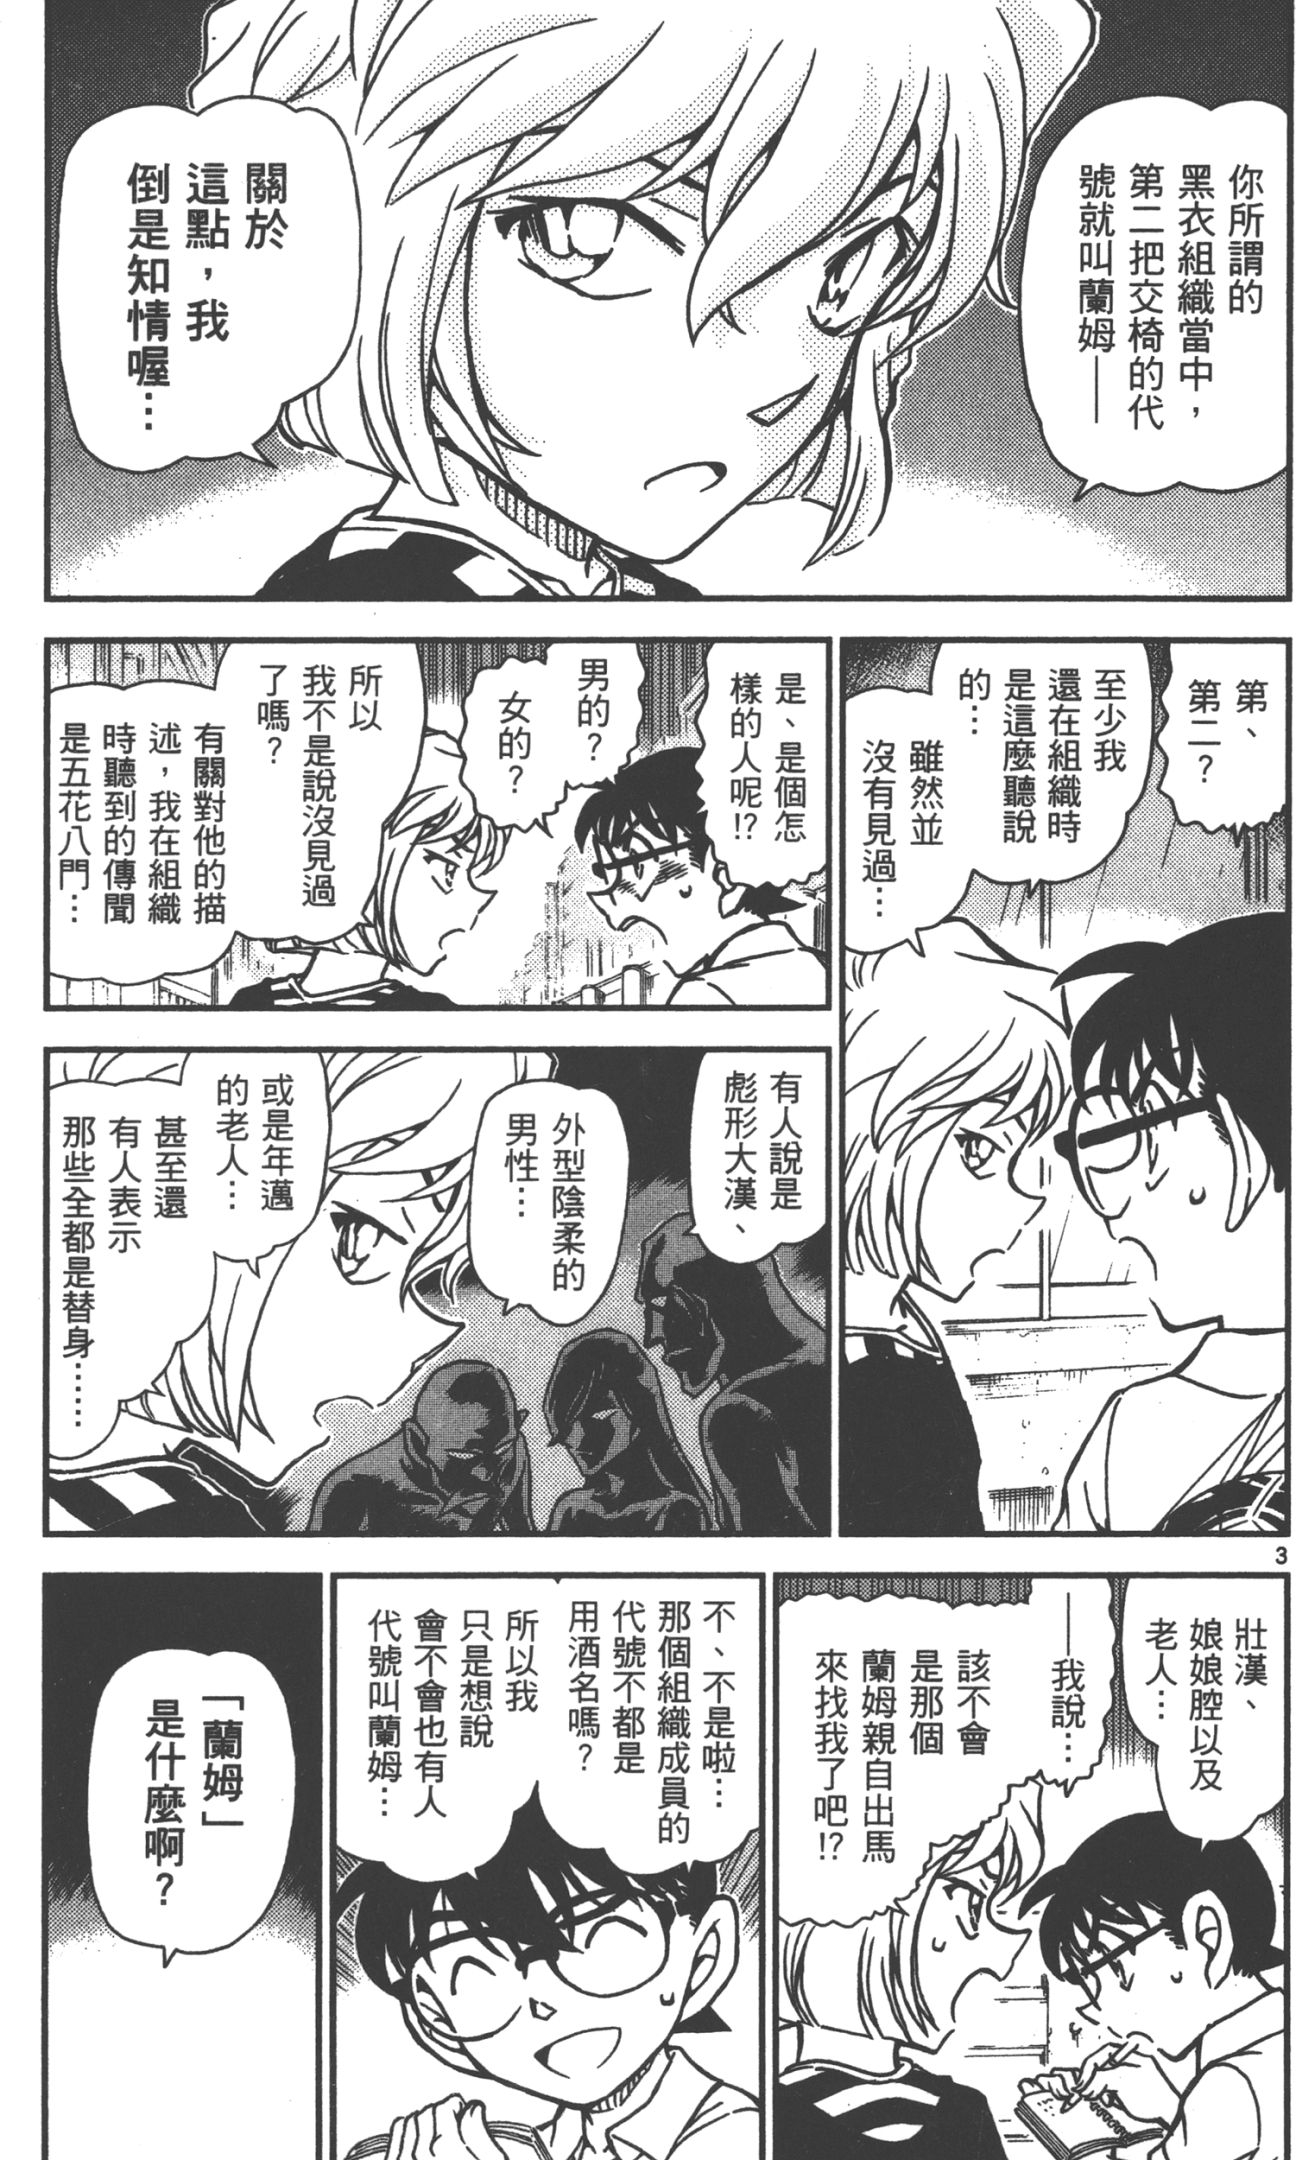 你所謂的
黑衣組織當中，
第二把交椅的代
號就叫蘭姆——
關於
這點，我
倒是知情喔…
第、
第二？
至少我
還在組織時
是這麼聽說
的…
雖然並
沒有見過…
是、是個怎
樣的人呢!?
男的？
女的？
所以
我不是說沒見過
了嗎？
有關對他的描
述，我在組織
時聽到的傳聞
是五花八門…
有人說是
彪形大漢、
外型陰柔的
男性…
或是年邁
的老人…
甚至還
有人表示
那些全都是替身……
3
壯漢、
娘娘腔以及
老人…
——我說…
該不會
是那個
蘭姆親自出馬
來找我了吧!?
不、不是啦…
那個組織成員的
代號不都是
用酒名嗎？
所以我
只是想說
會不會也有人
代號叫蘭姆…
「蘭姆」
是什麼啊？